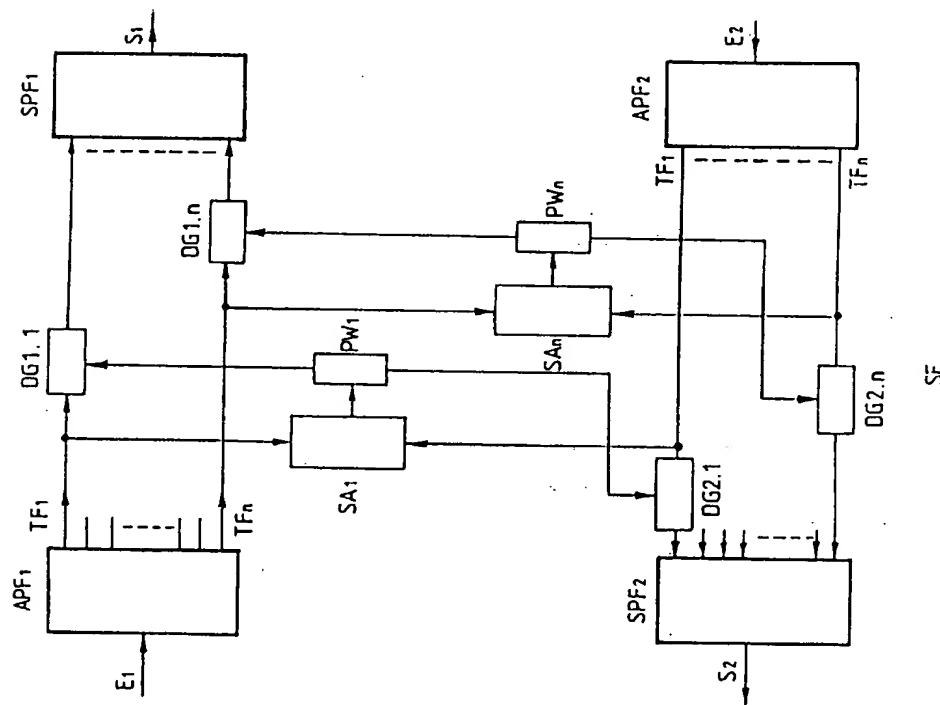 SPF1
S1
APF2
E2
TF1
TFn
DG1.n
PWn
SAn
DG1.1
PW1
SA1
DG2.n
DG2.1
TF1
TFn
APF1
E1
SPF2
S2
SF